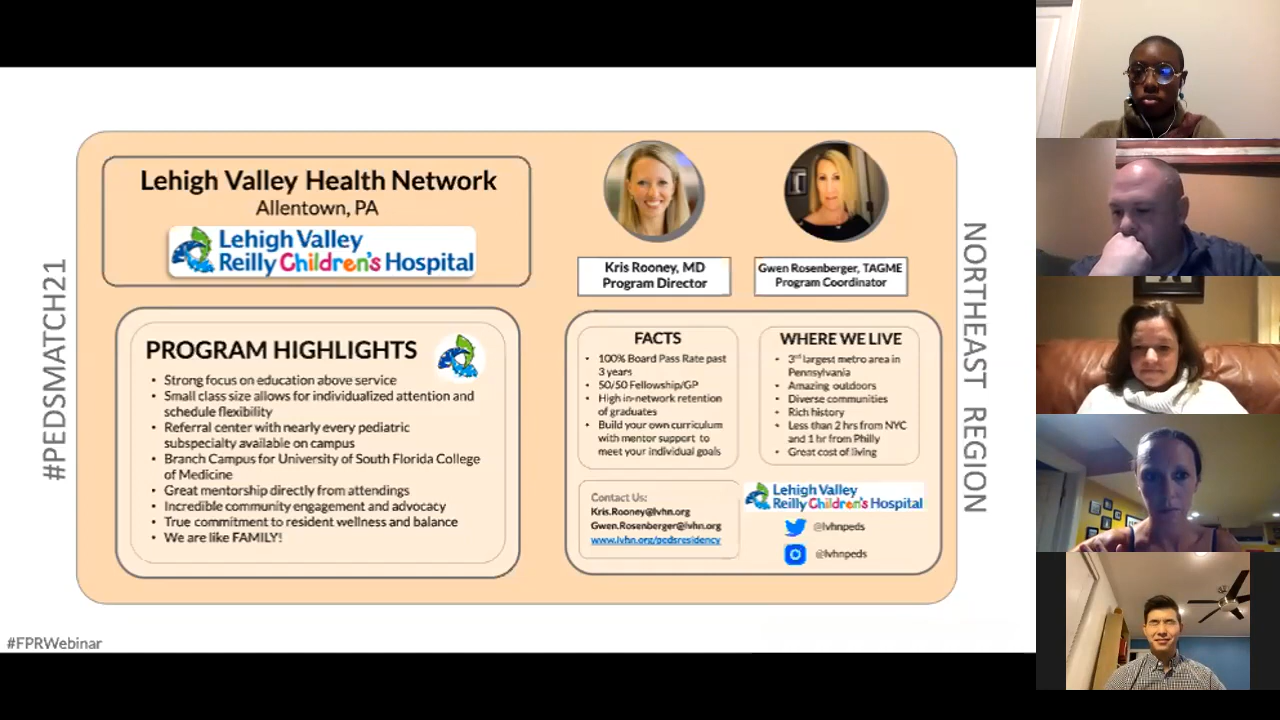 #PEDSMATCH21
Lehigh Valley Health Network
Allentown, PA
Lehigh Valley
Reilly Children's Hospital
PROGRAM HIGHLIGHTS
• Strong focus on education above service
• Small class size allows for individualized attention and
schedule flexibility
• Referral center with nearly every pediatric
subspecialty available on campus
• Branch Campus for University of South Florida College
of Medicine
• Great mentorship directly from attendings
• Incredible community engagement and advocacy
• True commitment to resident wellness and balance
• We are like FAMILY!
Kris Rooney, MD
Program Director
Gwen Rosenberger, TAGME
Program Coordinator
FACTS
• 100% Board Pass Rate past
3 years
• 50/50 Fellowship/GP
• High in-network retention
of graduates
• Build your own curriculum
with mentor support to
meet your individual goals
WHERE WE LIVE
• 3rd largest metro area in
Pennsylvania
• Amazing outdoors
• Diverse communities
• Rich history
• Less than 2 hrs from NYC
and 1 hr from Philly
• Great cost of living
Contact Us:
Kris.Rooney@lvhn.org
Gwen.Rosenberger@lvhn.org
www.lvhn.org/pedsresidency
Lehigh Valley
Reilly Children's Hospital
@lvhnpeds
@lvhnpeds
NORTHEAST REGION
#FPRWebinar